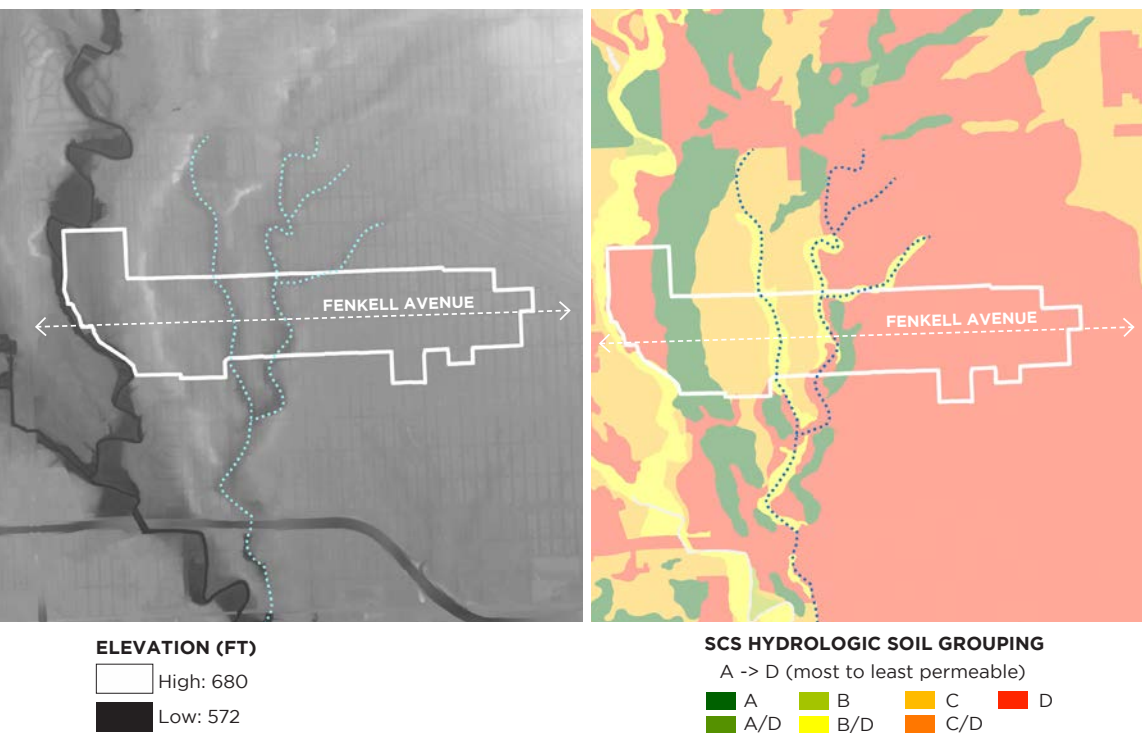 FENKELL AVENUE
FENKELL AVENUE
ELEVATION (FT)
High: 680
Low: 572
SCS HYDROLOGIC SOIL GROUPING
A -> D (most to least permeable)
A B C D
A/D B/D C/D